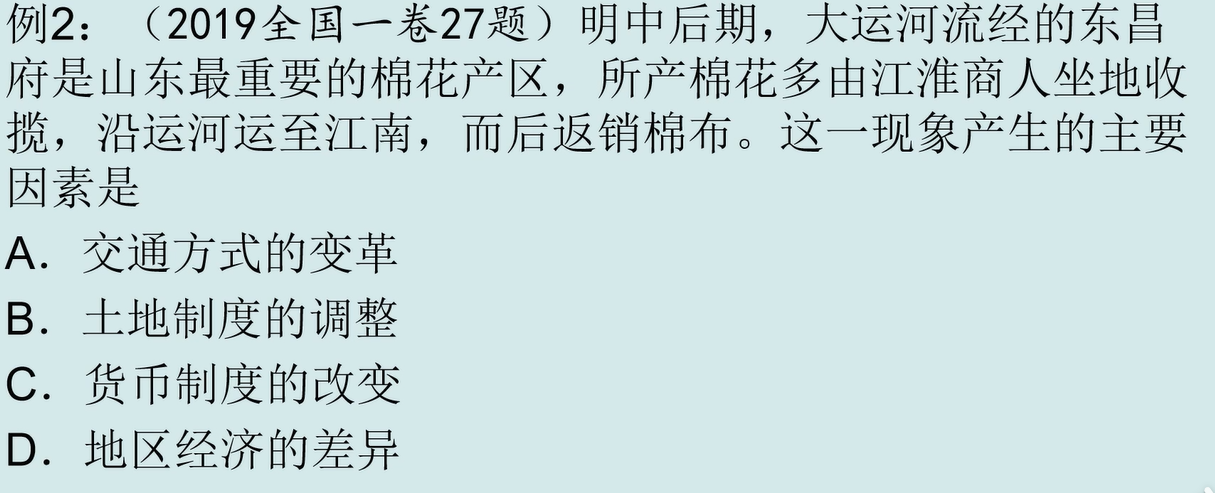 例2：（2019全国一卷27题）明中后期，大运河流经的东昌
府是山东最重要的棉花产区，所产棉花多由江淮商人坐地收
揽，沿运河运至江南，而后返销棉布。这一现象产生的主要
因素是
A．交通方式的变革
B．土地制度的调整
C．货币制度的改变
D．地区经济的差异